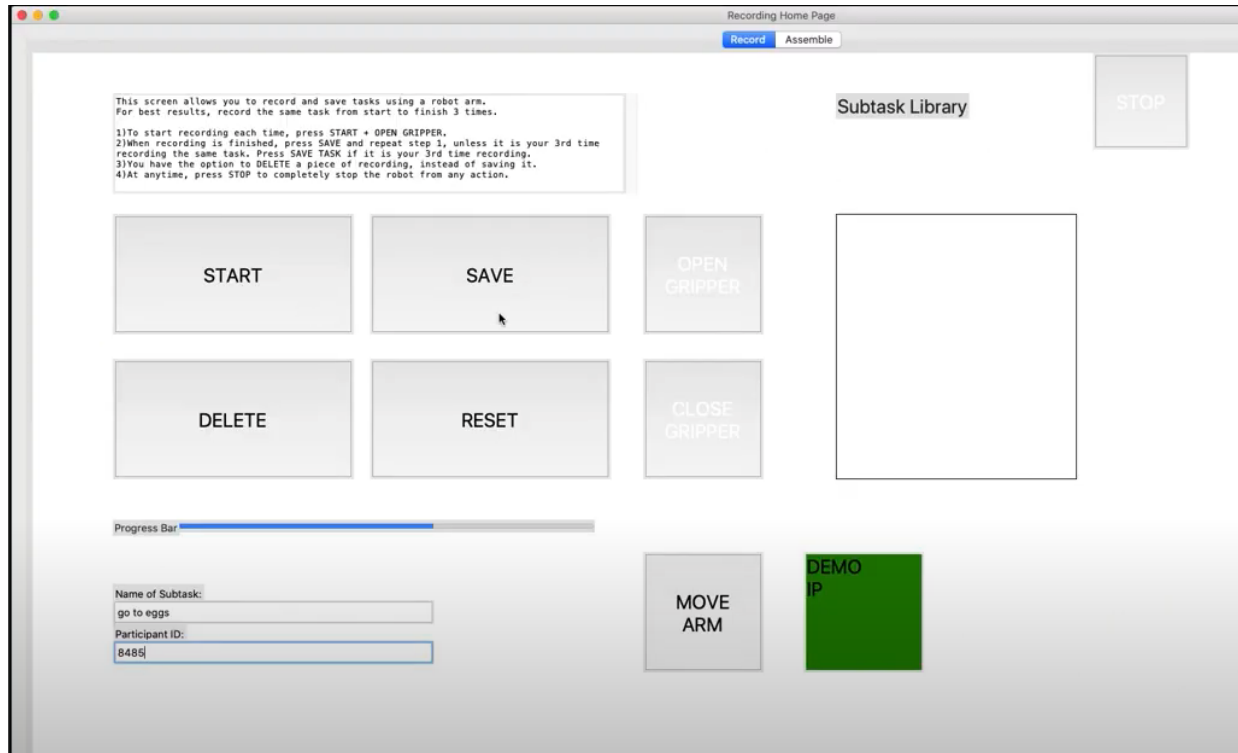 Recording Home Page
Record Assemble
This screen allows you to record and save tasks using a robot arm.
For best results, record the same task from start to finish 3 times.
1)To start recording each time, press START + OPEN GRIPPER.
2)When recording is finished, press SAVE and repeat step 1, unless it is your 3rd time
recording the same task. Press SAVE TASK if it is your 3rd time recording.
3)You have the option to DELETE a piece of recording, instead of saving it.
4)At anytime, press STOP to completely stop the robot from any action.
Subtask Library
STOP
START
SAVE
OPEN
GRIPPER
DELETE
RESET
CLOSE
GRIPPER
Progress Bar
Name of Subtask:
go to eggs
Participant ID:
8485
MOVE
ARM
DEMO
IP